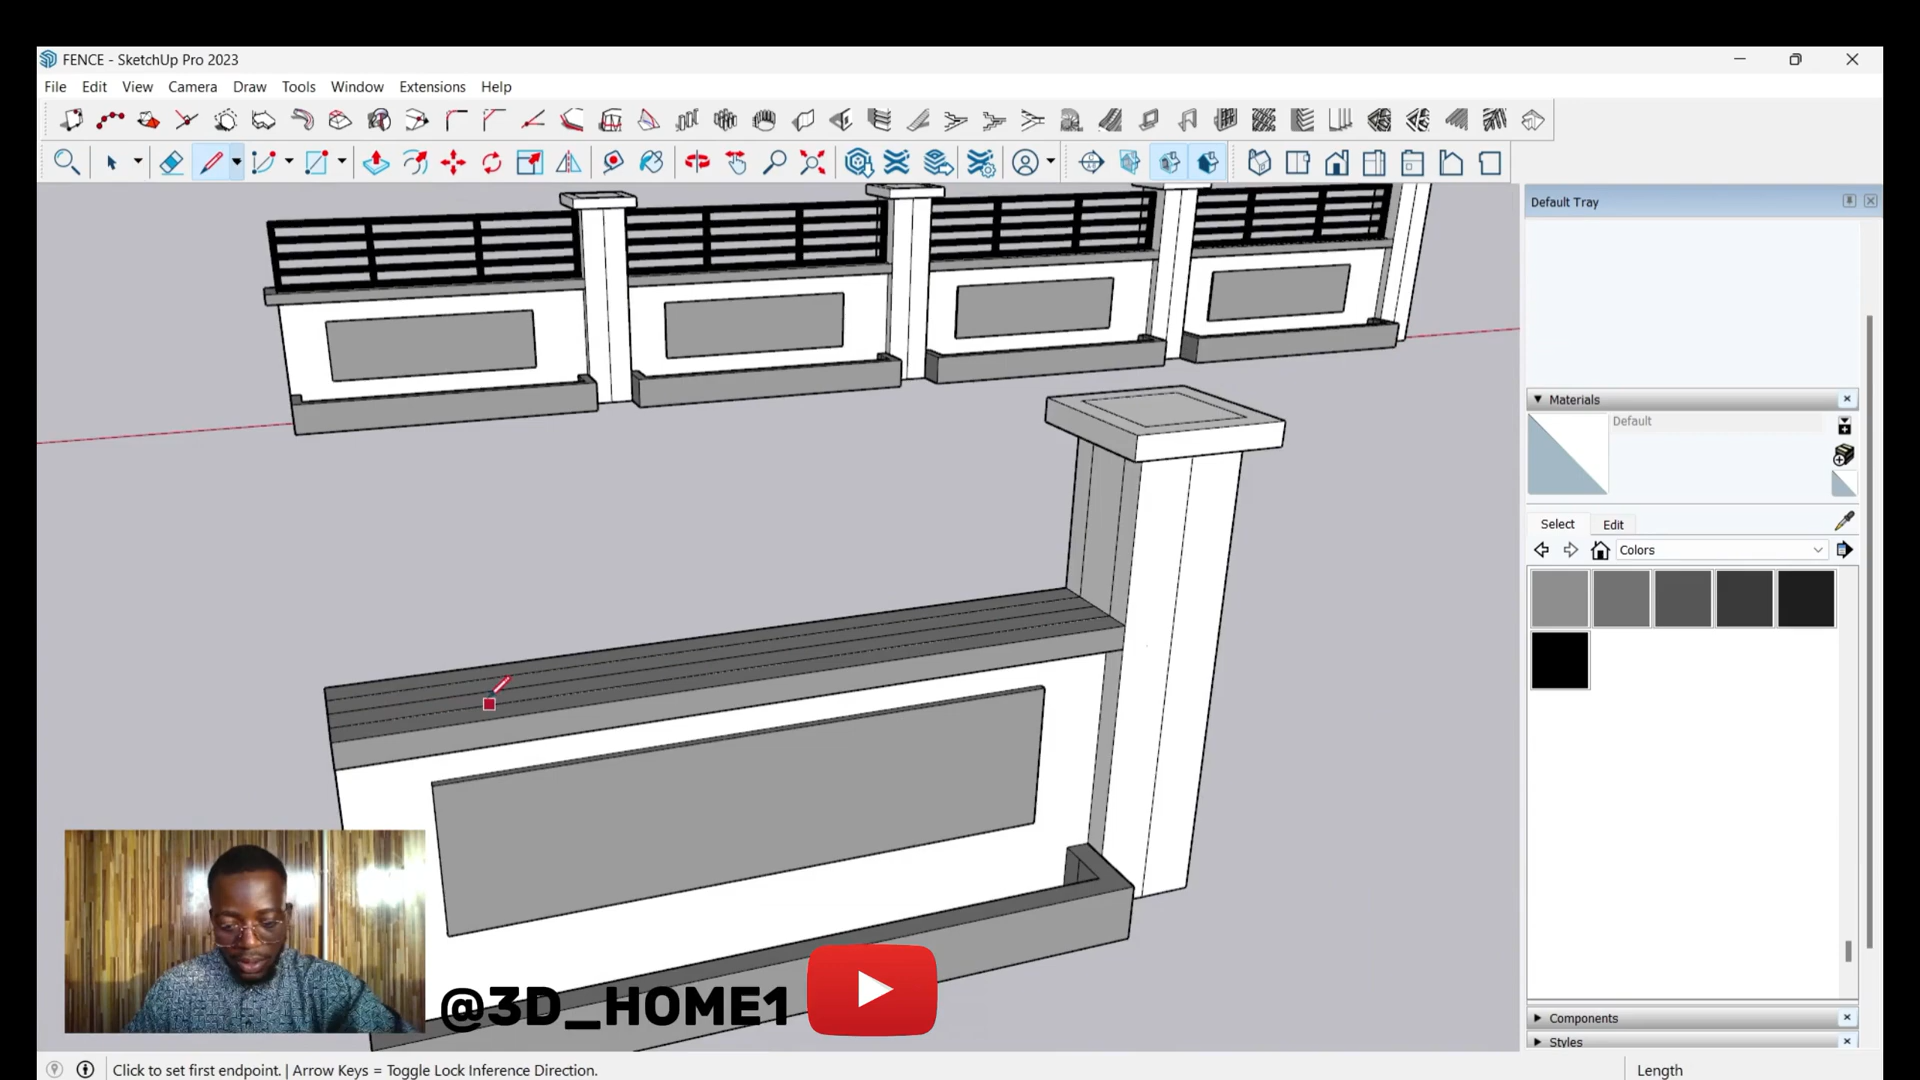 FENCE - SketchUp Pro 2023
File Edit View Camera Draw Tools Window Extensions Help
Default Tray
Materials
Default
Select Edit
Colors
@3D_HOME1
Components
Styles
Click to set first endpoint. | Arrow Keys = Toggle Lock Inference Direction.
Length